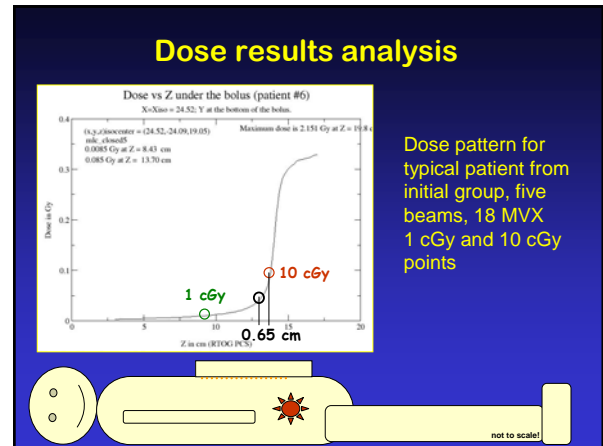 Dose results analysis
Dose vs Z under the bolus (patient #6)
X=Xiso = 24.52; Y at the bottom of the bolus.
(x,y,z)isocenter = (24.52,-24.09,19.05)
mlc_closed5
0.0085 Gy at Z = 8.43 cm
0.085 Gy at Z = 13.70 cm
Maximum dose is 2.151 Gy at Z = 19.8 c
Dose in Gy
0.4
0.3
0.2
0.1
0
1 cGy
10 cGy
0
5
10
15
20
0.65 cm
Z in cm (RTOG PCS)
Dose pattern for
typical patient from
initial group, five
beams, 18 MVX
1 cGy and 10 cGy
points
not to scale!